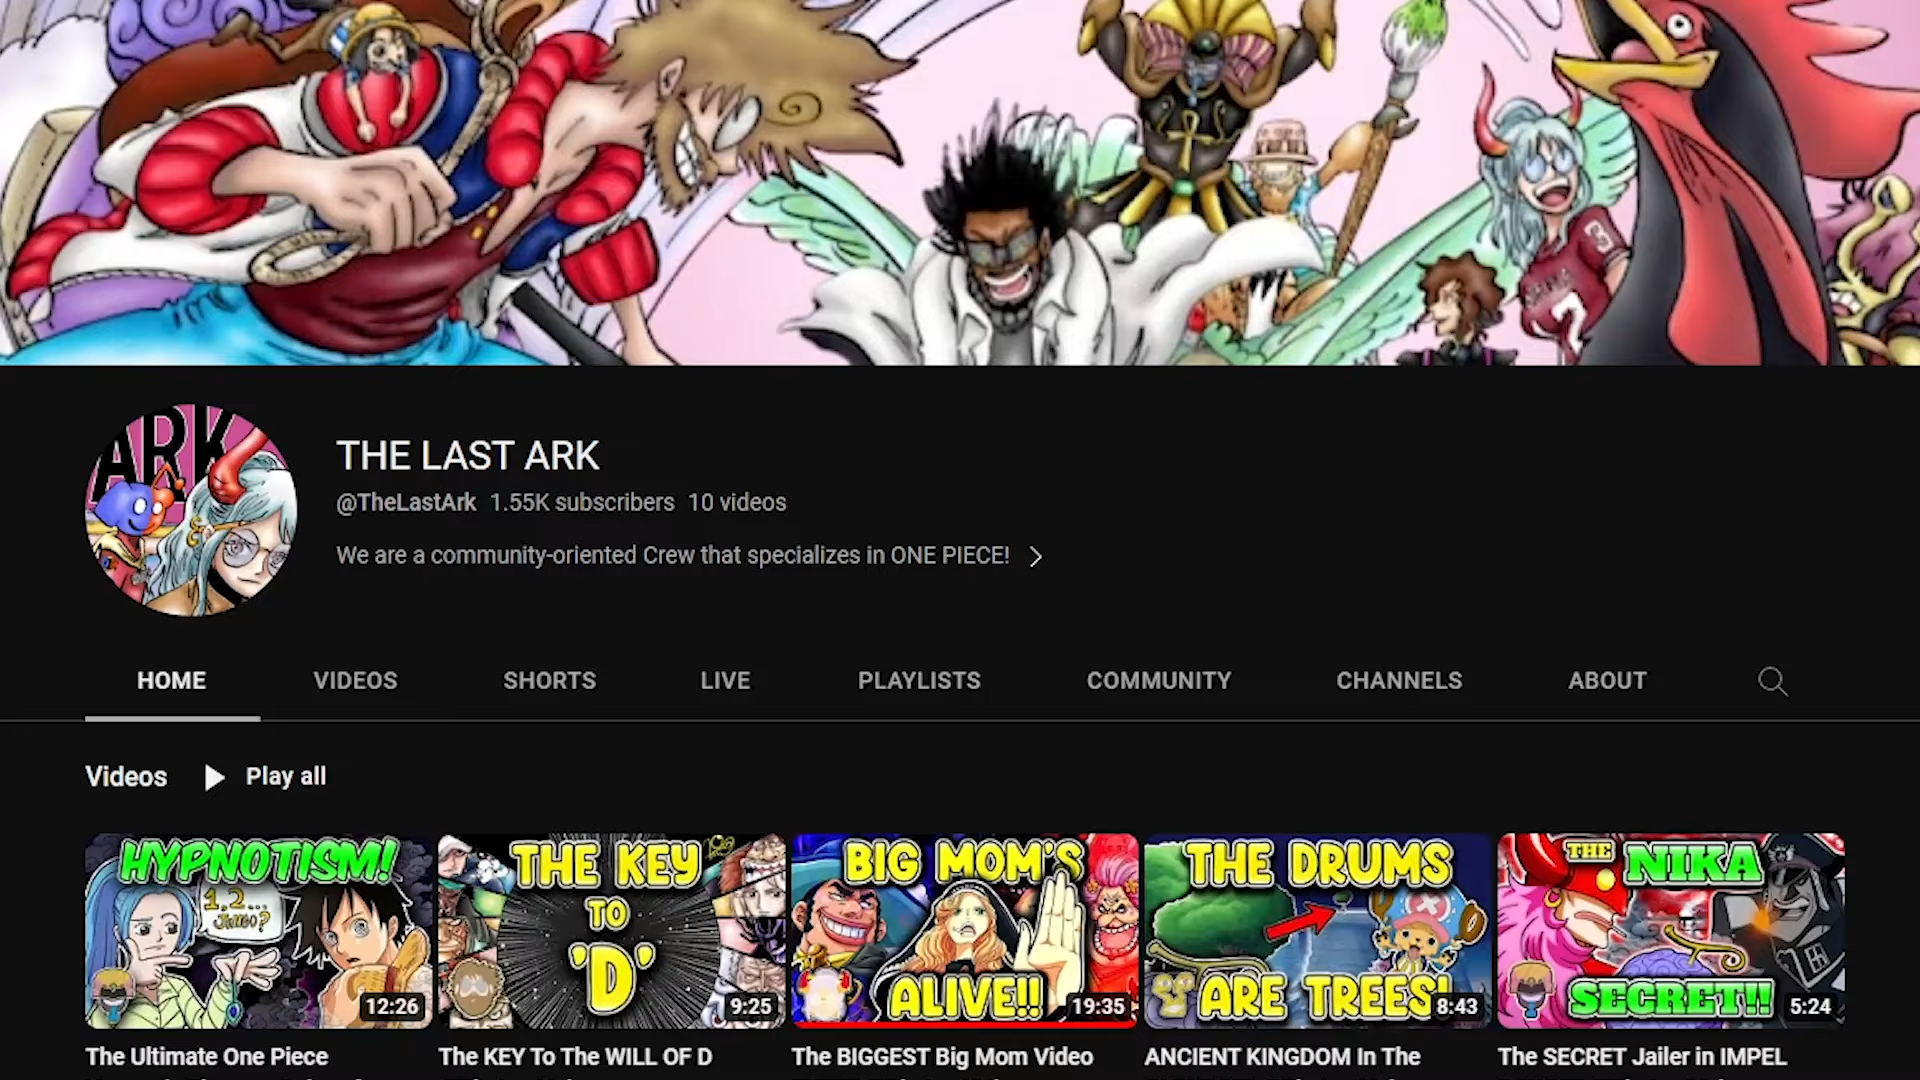 ARK
THE LAST ARK
@TheLastArk 1.55K subscribers 10 videos
We are a community-oriented Crew that specializes in ONE PIECE!
HOME VIDEOS SHORTS LIVE PLAYLISTS COMMUNITY CHANNELS ABOUT
Videos Play all
HYPNOTISM!
1,2...
JANGO?
12:26
THE KEY
TO
'D'
9:25
BIG MOM'S
ALIVE!!
19:35
THE DRUMS
ARE TREES!
8:43
THE NIKA
SECRET!!
5:24
The Ultimate One Piece
The KEY To The WILL OF D
The BIGGEST Big Mom Video
ANCIENT KINGDOM In The
The SECRET Jailer in IMPEL